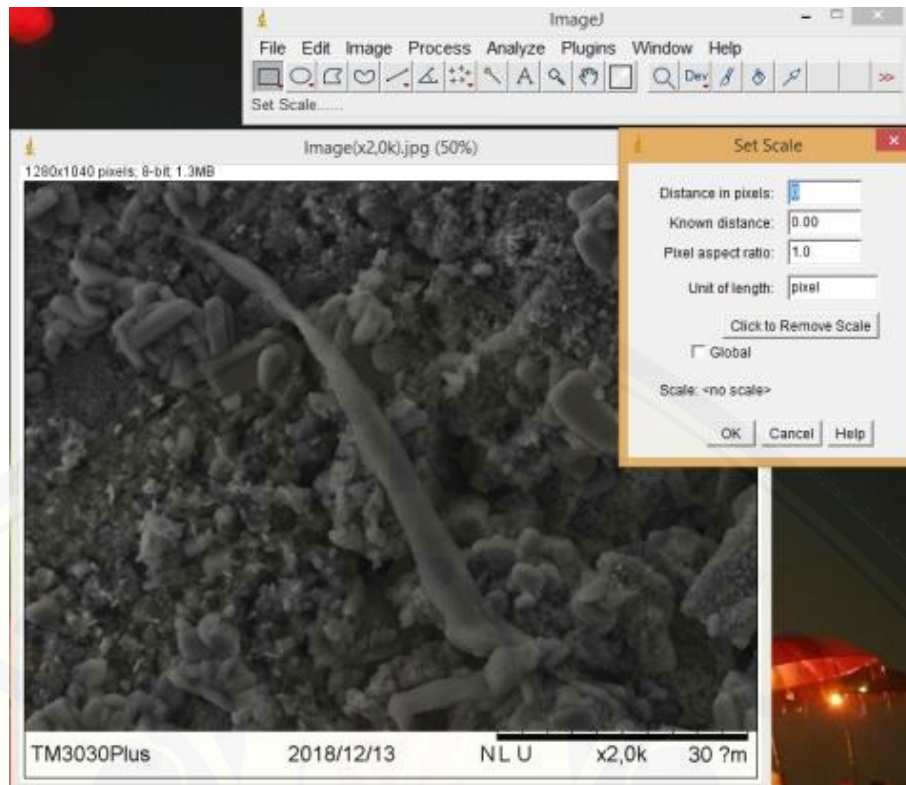 ImageJ
File Edit Image Process Analyze Plugins Window Help
A Dev >>
Set Scale......
Image(x2,0k).jpg (50%)
1280x1040 pixels; 8-bit; 1.3MB
Set Scale
Distance in pixels:
Known distance: 0.00
Pixel aspect ratio: 1.0
Unit of length: pixel
Click to Remove Scale
Global
Scale: <no scale>
OK Cancel Help
TM3030Plus 2018/12/13 N L U x2,0k 30 ?m